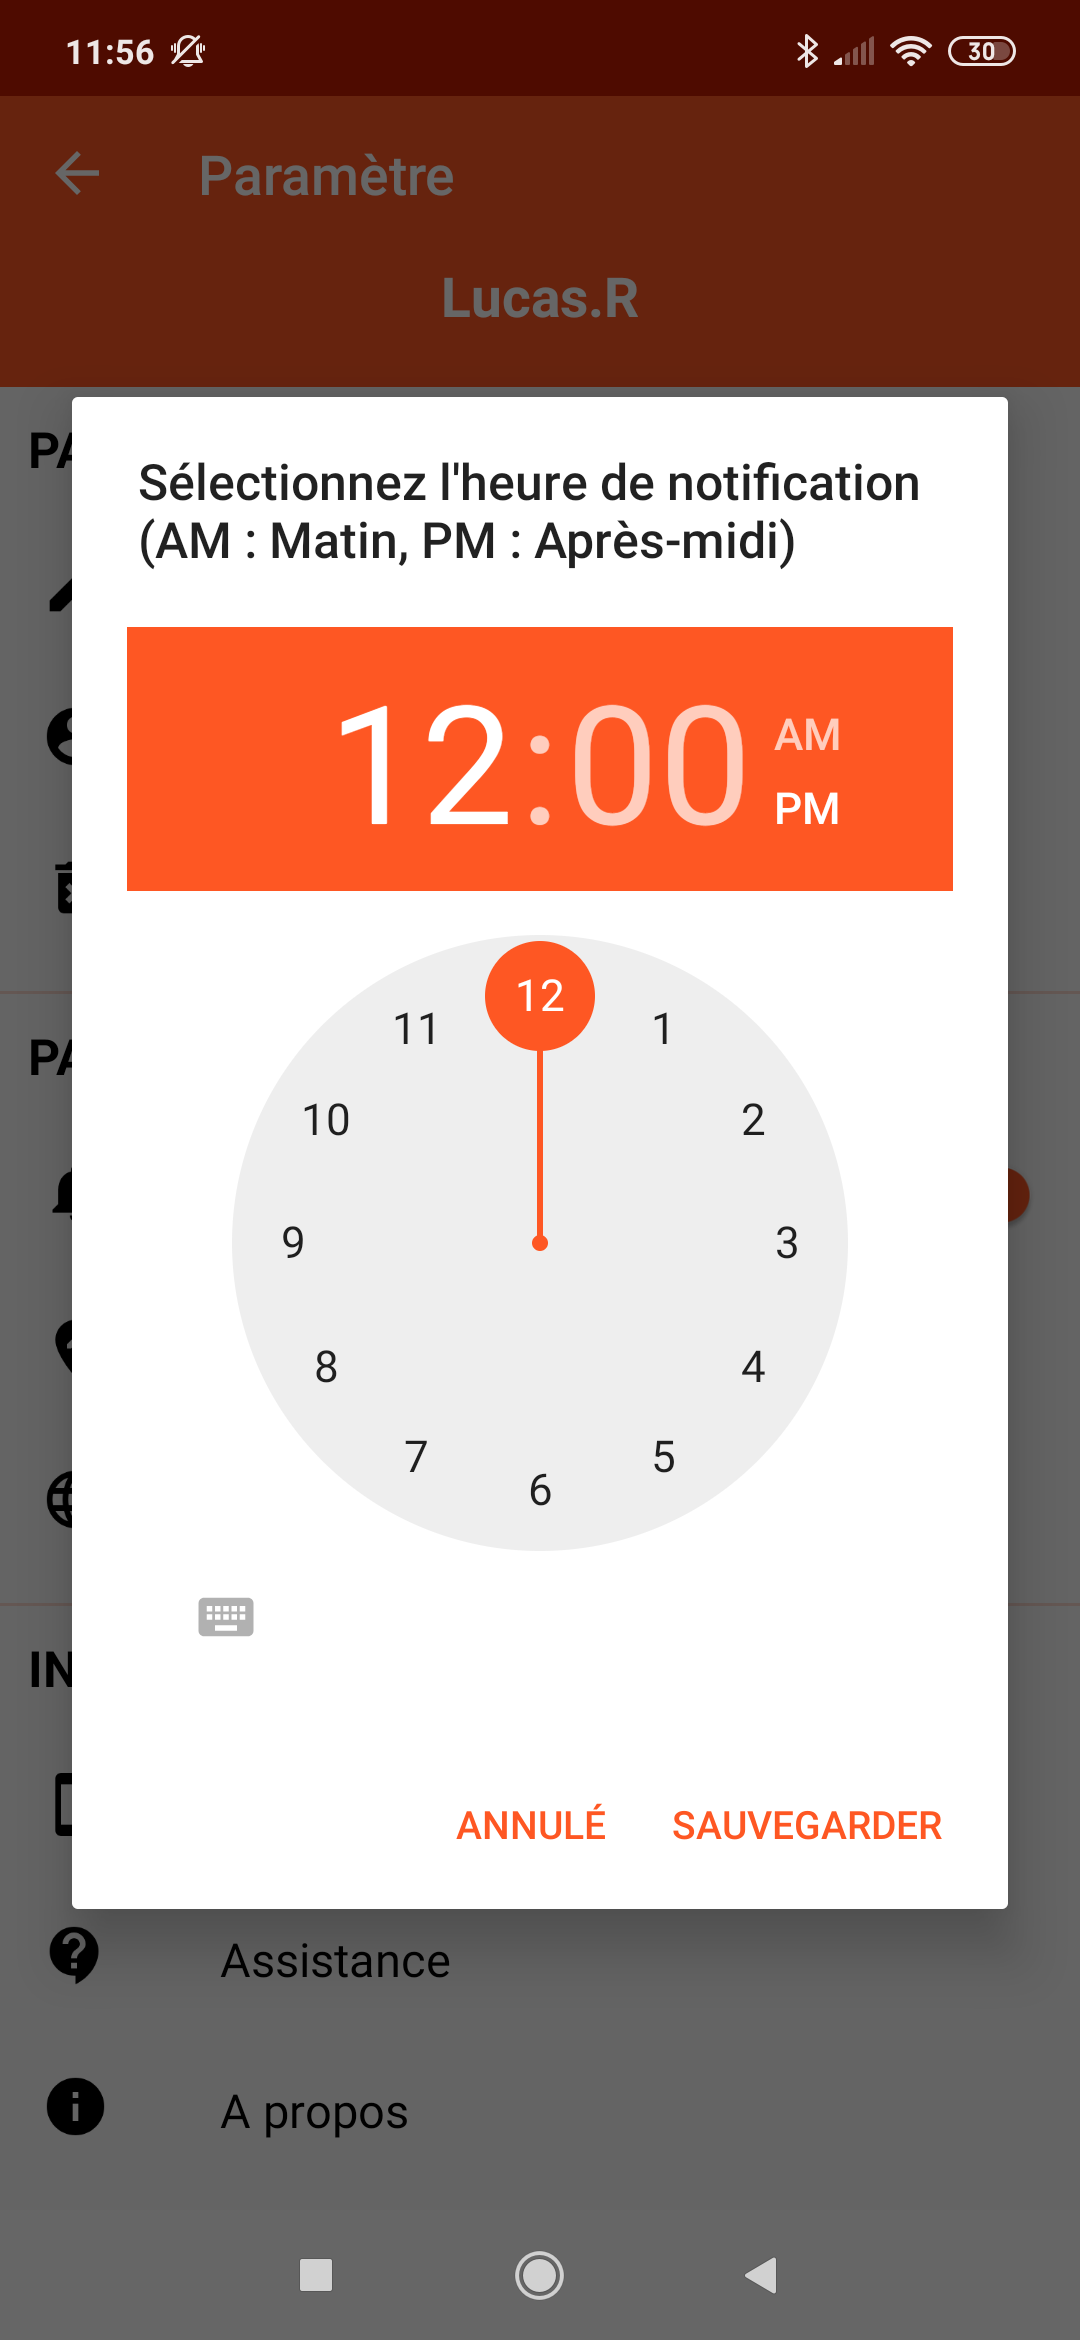 11:56
30
Paramètre
Lucas.R
PA
Sélectionnez l'heure de notification
(AM : Matin, PM : Après-midi)
12:00
AM
PM
12
11
1
10
2
9
3
8
4
7
5
6
PA
IN
ANNULÉ
SAUVEGARDER
Assistance
A propos